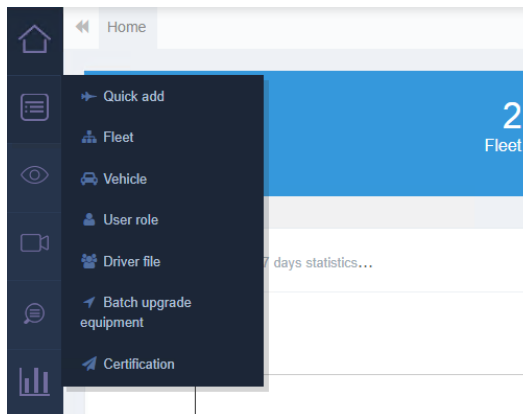 Home
Quick add
2
Fleet
Fleet
Vehicle
User role
Driver file
7 days statistics...
Batch upgrade
equipment
Certification